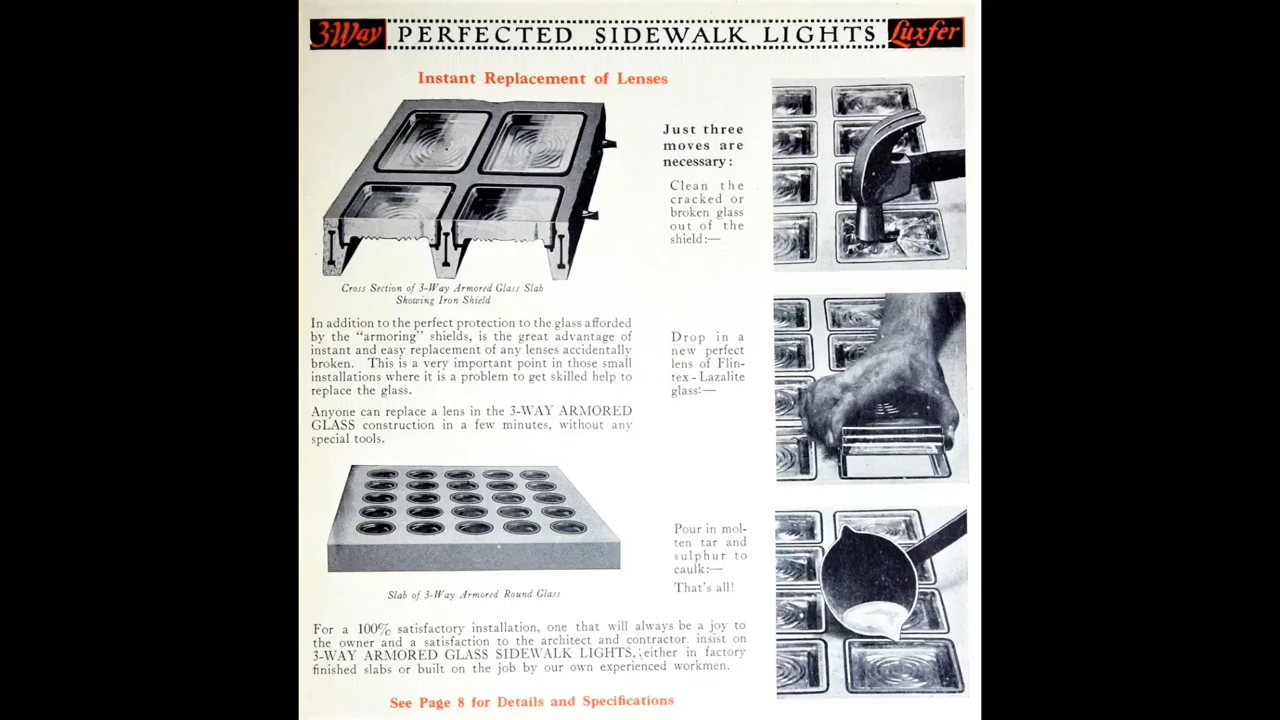 3-Way PERFECTED SIDEWALK LIGHTS Luxfer
Instant Replacement of Lenses
Cross Section of 3-Way Armored Glass Slab
Showing Iron Shield
In addition to the perfect protection to the glass afforded
by the “armoring” shields, is the great advantage of
instant and easy replacement of any lenses accidentally
broken. This is a very important point in those small
installations where it is a problem to get skilled help to
replace the glass.
Anyone can replace a lens in the 3-WAY ARMORED
GLASS construction in a few minutes, without any
special tools.
Just three
moves are
necessary:
Clean the
cracked or
broken glass
out of the
shield:—
Drop in a
new perfect
lens of Flin-
tex - Lazalite
glass:—
Pour in mol-
ten tar and
sulphur to
caulk:—
That's all!
Slab of 3-Way Armored Round Glass
For a 100% satisfactory installation, one that will always be a joy to
the owner and a satisfaction to the architect and contractor. insist on
3-WAY ARMORED GLASS SIDEWALK LIGHTS, either in factory
finished slabs or built on the job by our own experienced workmen.
See Page 8 for Details and Specifications